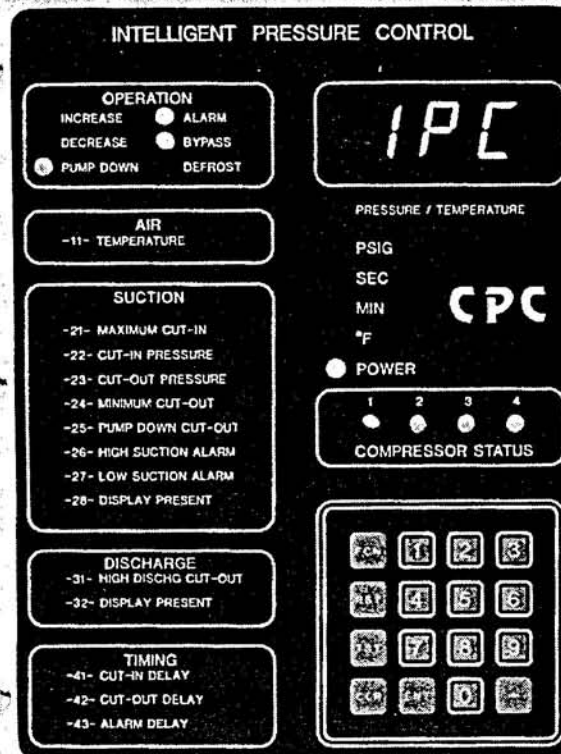 INTELLIGENT PRESSURE CONTROL
OPERATION
INCREASE ALARM
DECREASE BYPASS
PUMP DOWN DEFROST
IPC
AIR
-11- TEMPERATURE
PRESSURE / TEMPERATURE
PSIG
SEC
MIN
°F
POWER
CPC
SUCTION
-21- MAXIMUM CUT-IN
-22- CUT-IN PRESSURE
-23- CUT-OUT PRESSURE
-24- MINIMUM CUT-OUT
-25- PUMP DOWN CUT-OUT
-26- HIGH SUCTION ALARM
-27- LOW SUCTION ALARM
-28- DISPLAY PRESENT
1 2 3 4
COMPRESSOR STATUS
DISCHARGE
-31- HIGH DISCHG CUT-OUT
-32- DISPLAY PRESENT
TIMING
-41- CUT-IN DELAY
-42- CUT-OUT DELAY
-43- ALARM DELAY
1 2 3
4 5 6
7 8 9
0